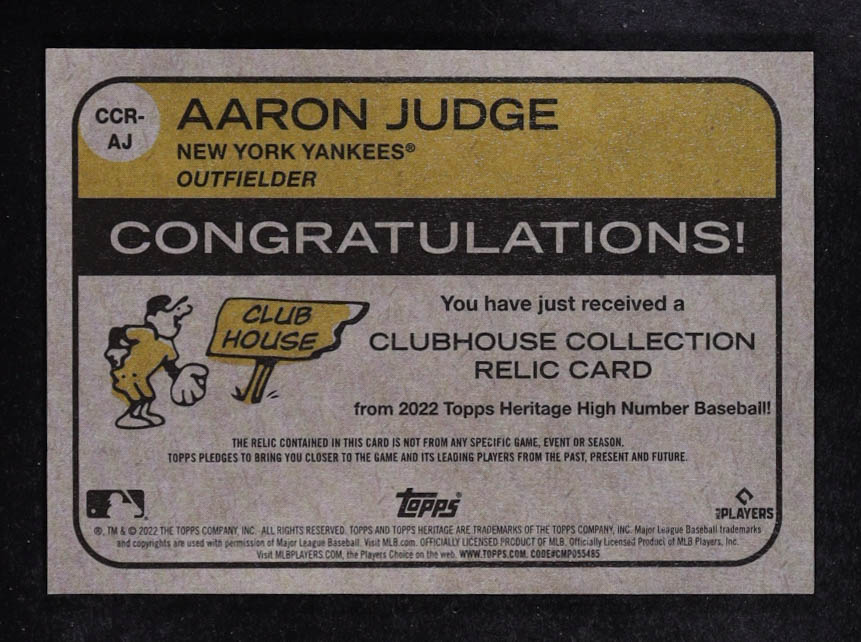 CCR-
AJ
AARON JUDGE
NEW YORK YANKEES®
OUTFIELDER
CONGRATULATIONS!
CLUB
HOUSE
You have just received a
CLUBHOUSE COLLECTION
RELIC CARD
from 2022 Topps Heritage High Number Baseball!
THE RELIC CONTAINED IN THIS CARD IS NOT FROM ANY SPECIFIC GAME, EVENT OR SEASON.
TOPPS PLEDGES TO BRING YOU CLOSER TO THE GAME AND ITS LEADING PLAYERS FROM THE PAST, PRESENT AND FUTURE.
Topps®
PLAYERS
®, TM & © 2022 THE TOPPS COMPANY, INC. ALL RIGHTS RESERVED. TOPPS AND TOPPS HERITAGE ARE TRADEMARKS OF THE TOPPS COMPANY, INC. Major League Baseball trademarks
and copyrights are used with permission of Major League Baseball. Visit MLB.com. OFFICIALLY LICENSED PRODUCT OF MLB. Officially Licensed Product of MLB Players, Inc.
Visit MLBPLAYERS.COM, the Players Choice on the web. WWW.TOPPS.COM. CODE#CMP055485